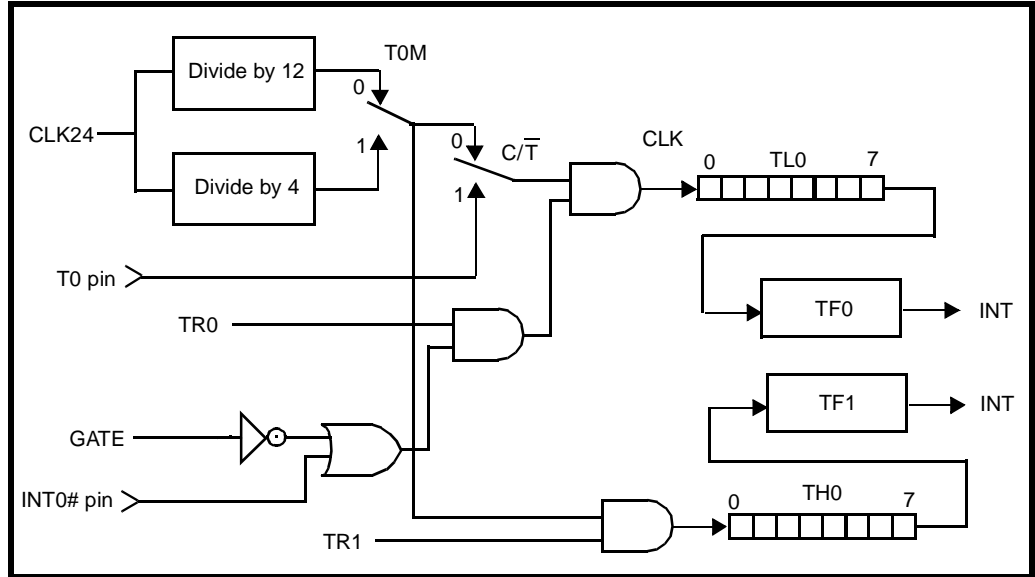 T0M
Divide by 12
0
CLK24
1
0
C/T̅
CLK
0 TL0 7
Divide by 4
1
T0 pin
TR0
TF0
INT
TF1
INT
GATE
INT0# pin
0 TH0 7
TR1